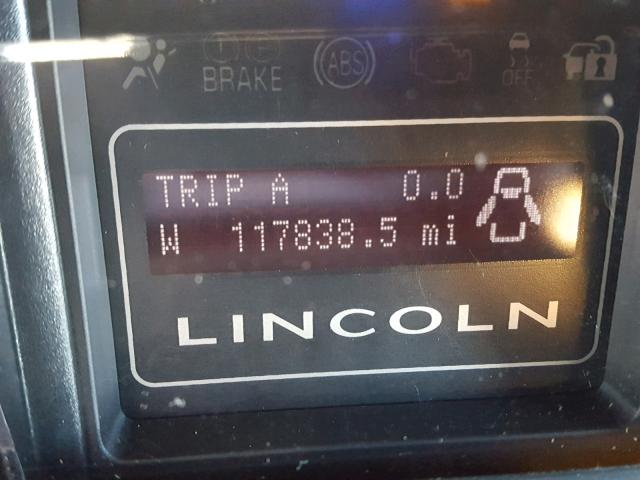 BRAKE
ABS
OFF
TRIP A 0.0
W 117838.5 mi
LINCOLN